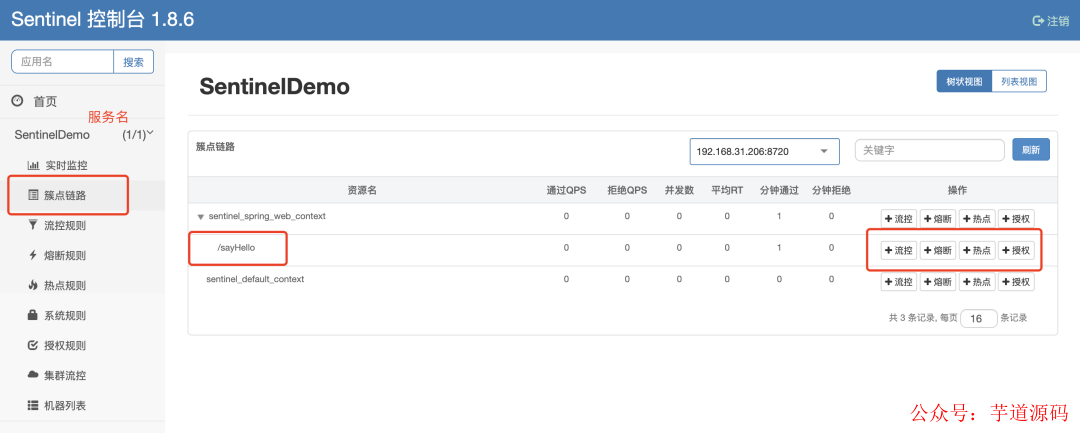 Sentinel 控制台 1.8.6
注销
应用名 搜索
首页
服务名
SentinelDemo (1/1)
实时监控
簇点链路
流控规则
熔断规则
热点规则
系统规则
授权规则
集群流控
机器列表
SentinelDemo
树状视图 列表视图
簇点链路 192.168.31.206:8720 关键字 刷新
资源名 通过QPS 拒绝QPS 并发数 平均RT 分钟通过 分钟拒绝 操作
sentinel_spring_web_context 0 0 0 0 1 0 +流控 +熔断 +热点 +授权
/sayHello 0 0 0 0 1 0 +流控 +熔断 +热点 +授权
sentinel_default_context 0 0 0 0 0 0 +流控 +熔断 +热点 +授权
共 3 条记录, 每页 16 条记录
公众号：芋道源码